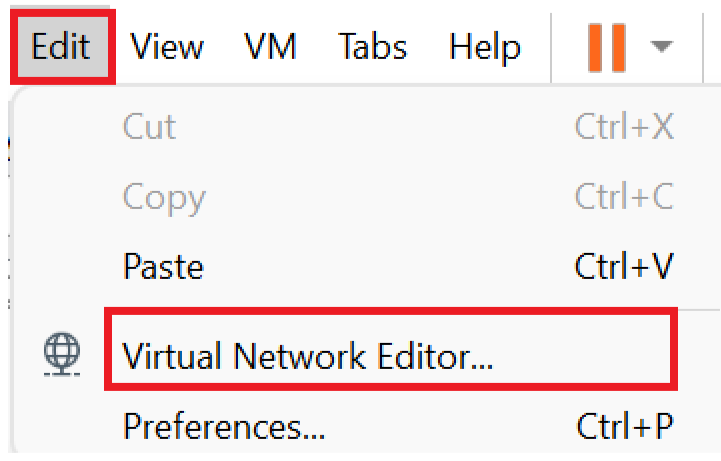 Edit View VM Tabs Help
Cut Ctrl+X
Copy Ctrl+C
Paste Ctrl+V
Virtual Network Editor...
Preferences... Ctrl+P